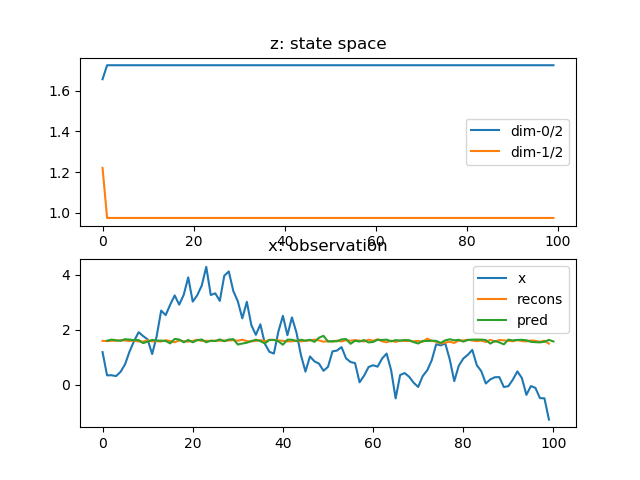 z: state space
1.6
1.4
1.2
1.0
dim-0/2
dim-1/2
0 20 40 60 80 100
x: observation
4
2
0
x
recons
pred
0 20 40 60 80 100